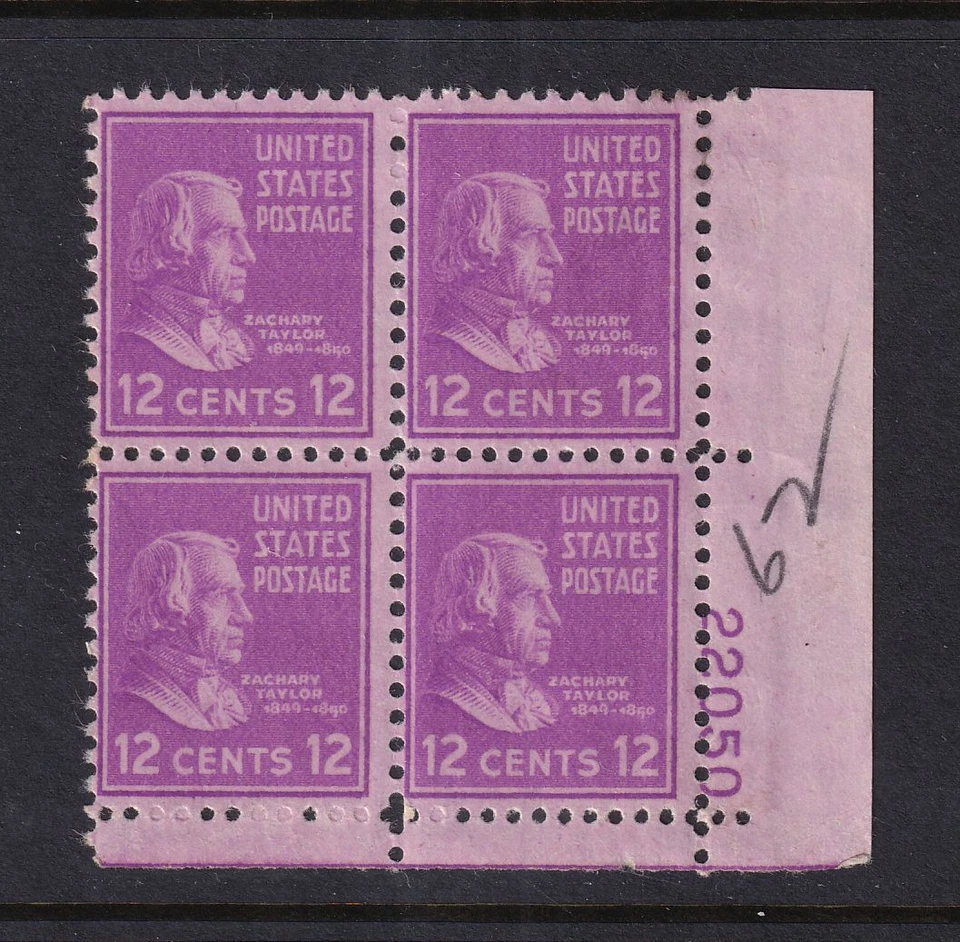 UNITED
STATES
POSTAGE
ZACHARY
TAYLOR
1849-1850
12 CENTS 12
UNITED
STATES
POSTAGE
ZACHARY
TAYLOR
1849-1850
12 CENTS 12
UNITED
STATES
POSTAGE
ZACHARY
TAYLOR
1849-1850
12 CENTS 12
UNITED
STATES
POSTAGE
ZACHARY
TAYLOR
1849-1850
12 CENTS 12
22050